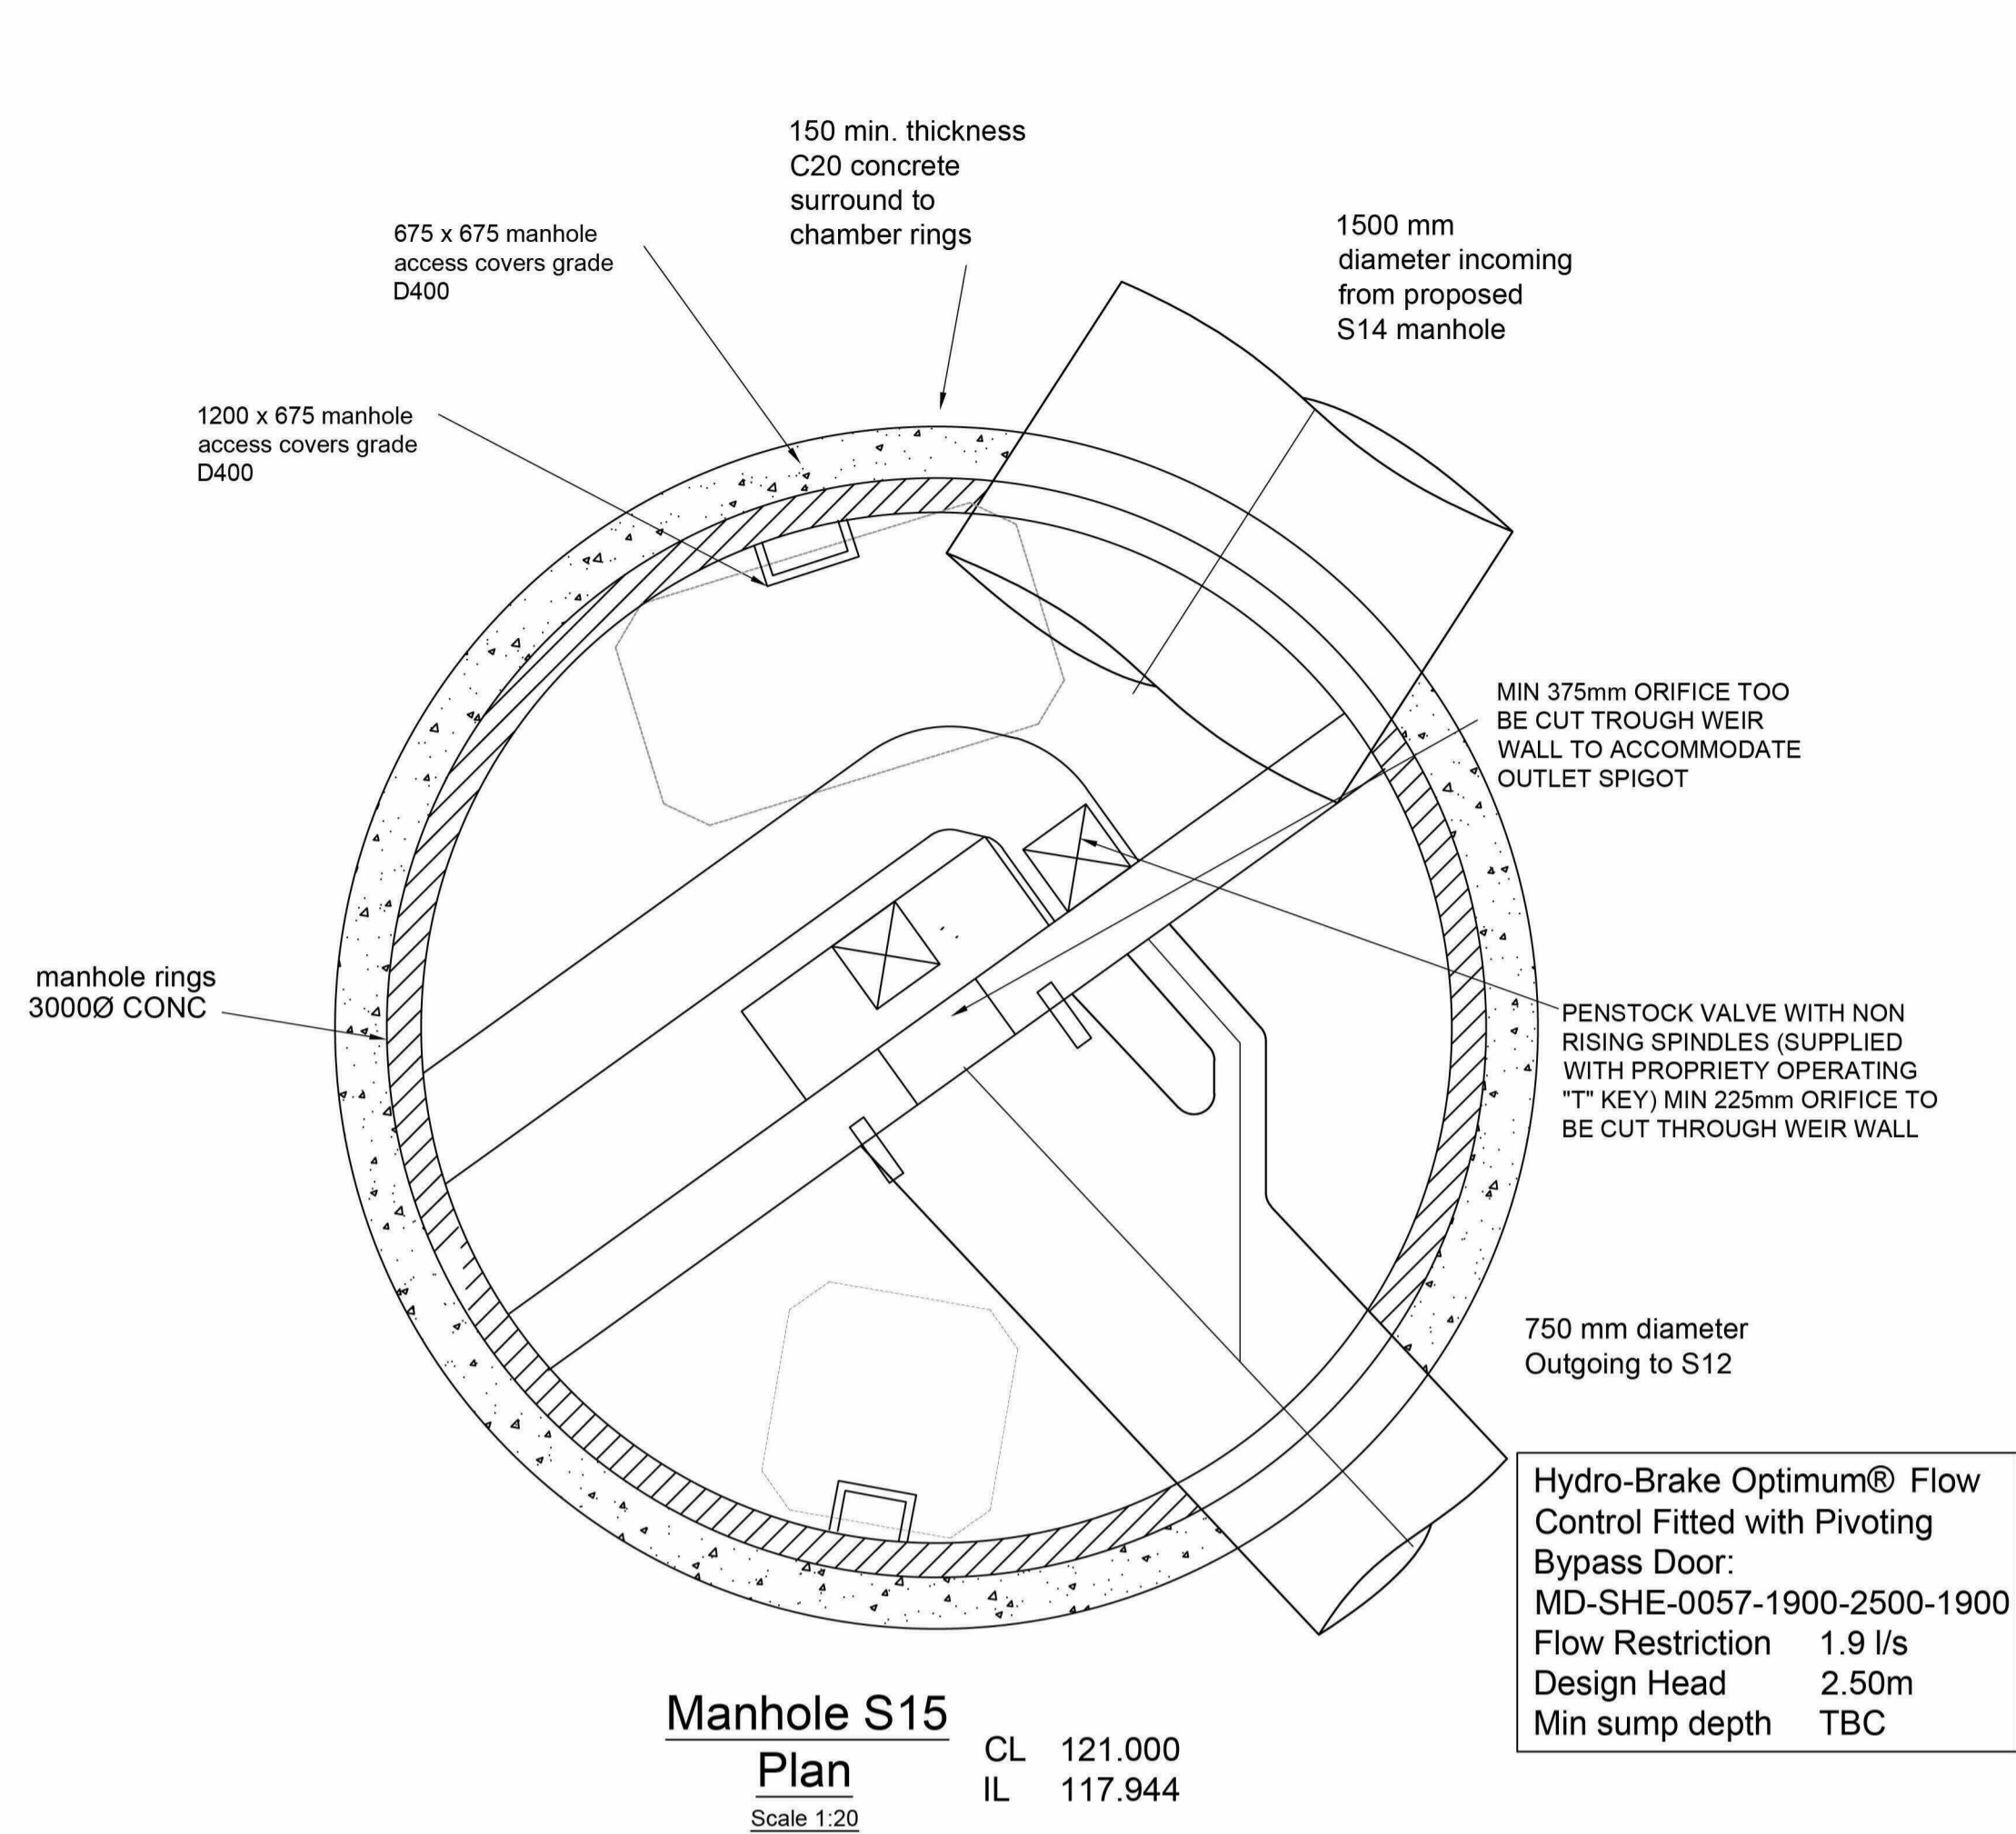 150 min. thickness
C20 concrete
surround to
chamber rings
675 x 675 manhole
access covers grade
D400
1500 mm
diameter incoming
from proposed
S14 manhole
1200 x 675 manhole
access covers grade
D400
MIN 375mm ORIFICE TOO
BE CUT TROUGH WEIR
WALL TO ACCOMMODATE
OUTLET SPIGOT
manhole rings
3000Ø CONC
PENSTOCK VALVE WITH NON
RISING SPINDLES (SUPPLIED
WITH PROPRIETY OPERATING
"T" KEY) MIN 225mm ORIFICE TO
BE CUT THROUGH WEIR WALL
750 mm diameter
Outgoing to S12
Hydro-Brake Optimum® Flow
Control Fitted with Pivoting
Bypass Door:
MD-SHE-0057-1900-2500-1900
Flow Restriction 1.9 l/s
Design Head 2.50m
Min sump depth TBC
Manhole S15
Plan
Scale 1:20
CL 121.000
IL 117.944